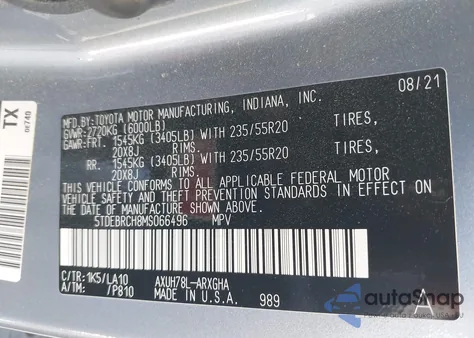 TX
or740
08/21
MFD.BY:TOYOTA MOTOR MANUFACTURING, INDIANA, INC.
GVWR:2720KG (6000LB)
GAWR:FRT. 1545KG (3405LB) WITH 235/55R20 TIRES,
20X8J RIMS.
RR. 1545KG (3405LB) WITH 235/55R20 TIRES,
20X8J RIMS.
THIS VEHICLE CONFORMS TO ALL APPLICABLE FEDERAL MOTOR
VEHICLE SAFETY AND THEFT PREVENTION STANDARDS IN EFFECT ON THE
DATE OF MANUFACTURE SHOWN ABOVE.
5TDEBRCH8MS066496 MPV
C/TR:1K5/LA10 AXUH78L-ARXGHA
A/TM: /P810 MADE IN U.S.A. 989
A
autoSnap